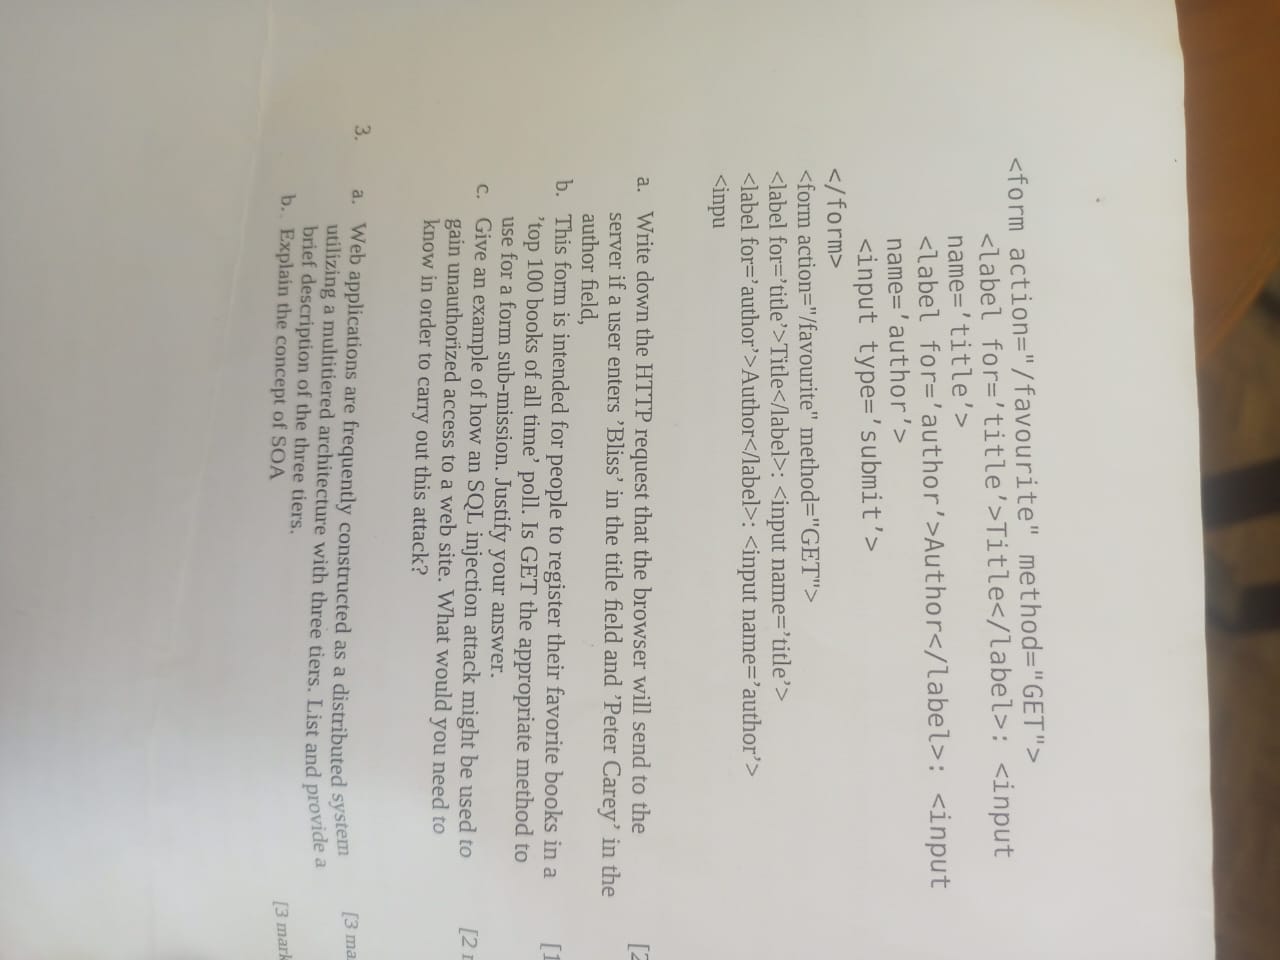 <form action="/favourite" method="GET">
<label for=’title’>Title</label>: <input
name=’title’>
<label for=’author’>Author</label>: <input
name=’author’>
<input type=’submit’>
</form>
<form action="/favourite" method="GET">
<label for=’title’>Title</label>: <input name=’title’>
<label for=’author’>Author</label>: <input name=’author’>
<inpu
a. Write down the HTTP request that the browser will send to the [2
server if a user enters ’Bliss’ in the title field and ’Peter Carey’ in the
author field,
b. This form is intended for people to register their favorite books in a [1
’top 100 books of all time’ poll. Is GET the appropriate method to
use for a form sub-mission. Justify your answer.
c. Give an example of how an SQL injection attack might be used to [2
gain unauthorized access to a web site. What would you need to
know in order to carry out this attack?
3. a. Web applications are frequently constructed as a distributed system [3 ma
utilizing a multitiered architecture with three tiers. List and provide a
brief description of the three tiers.
b. Explain the concept of SOA [3 mark